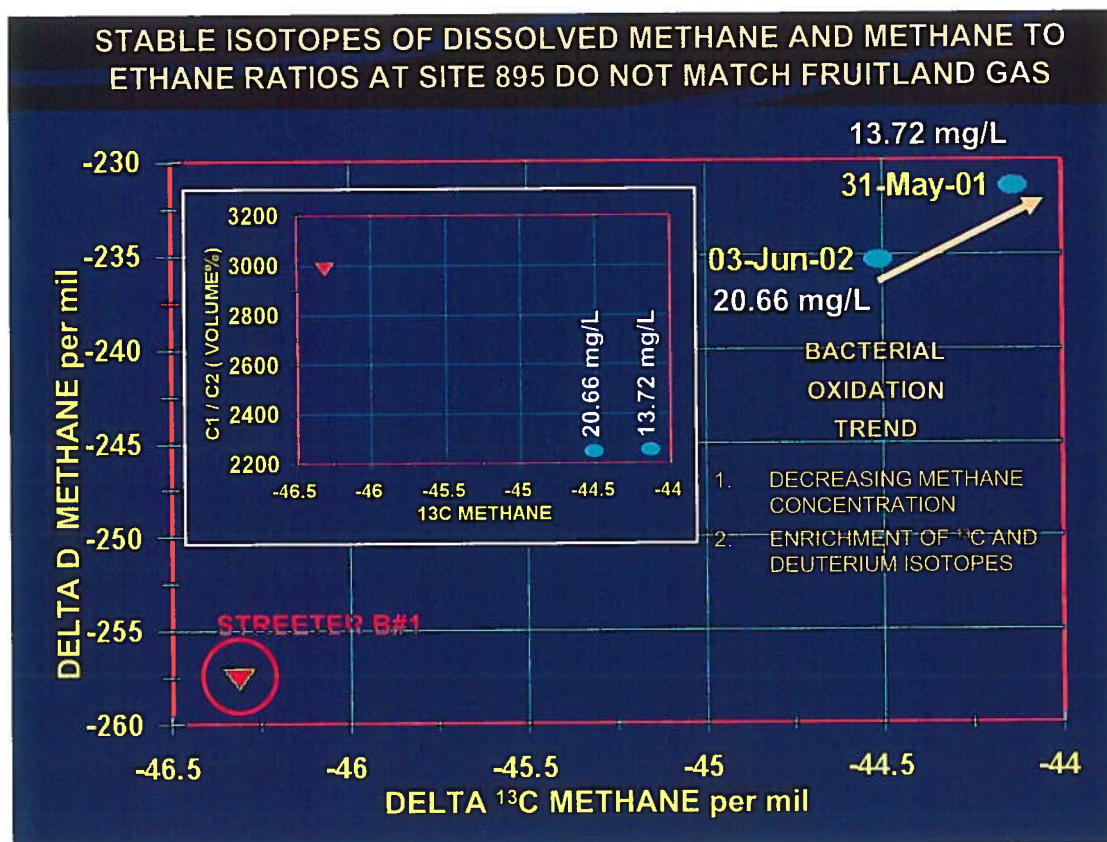 STABLE ISOTOPES OF DISSOLVED METHANE AND METHANE TO
ETHANE RATIOS AT SITE 895 DO NOT MATCH FRUITLAND GAS
13.72 mg/L
31-May-01
03-Jun-02
20.66 mg/L
BACTERIAL
OXIDATION
TREND
1. DECREASING METHANE
CONCENTRATION
2. ENRICHMENT OF ¹³C AND
DEUTERIUM ISOTOPES
DELTA D METHANE per mil
-230
-235
-240
-245
-250
-255
-260
C1 / C2 ( VOLUME%)
3200
3000
2800
2600
2400
2200
20.66 mg/L
13.72 mg/L
-46.5 -46 -45.5 -45 -44.5 -44
13C METHANE
STREETER B#1
-46.5 -46 -45.5 -45 -44.5 -44
DELTA ¹³C METHANE per mil